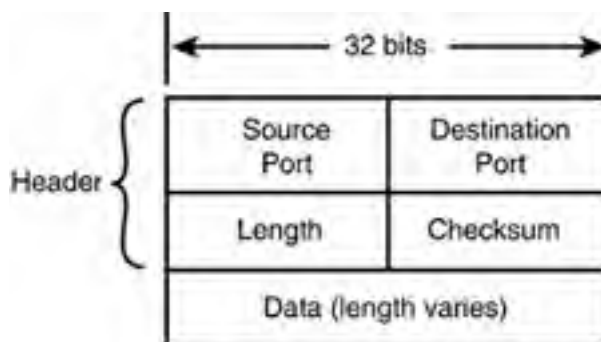 32 bits
Source Destination
Port Port
Header
Length Checksum
Data (length varies)